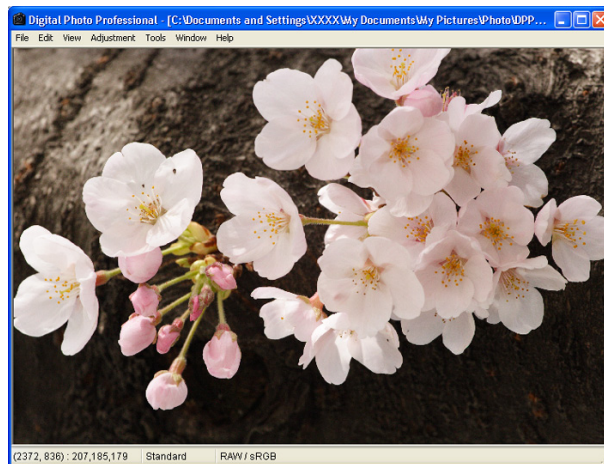 Digital Photo Professional - [C:\Documents and Settings\XXXX\My Documents\My Pictures\Photo\DPP...
File Edit View Adjustment Tools Window Help
(2372, 836) : 207,185,179 Standard RAW / sRGB